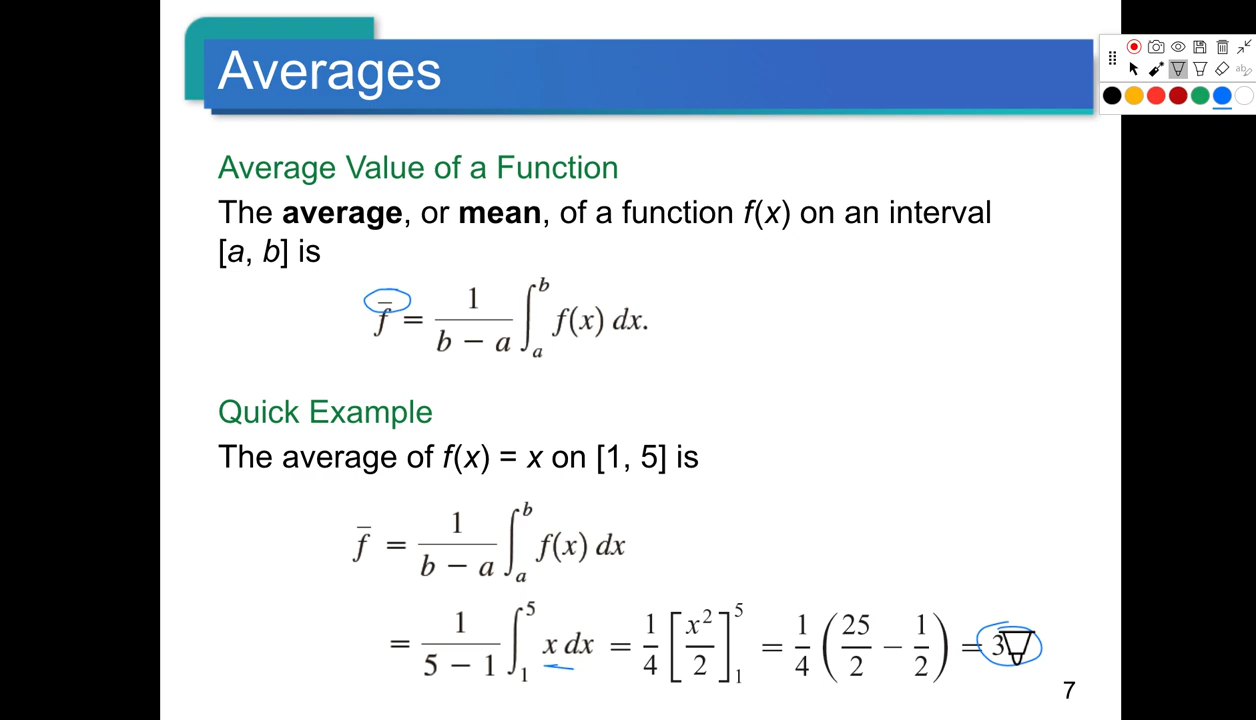 Averages
Average Value of a Function
The average, or mean, of a function f(x) on an interval
[a, b] is
f̄ = 1/(b − a) ∫_a^b f(x) dx.
Quick Example
The average of f(x) = x on [1, 5] is
f̄ = 1/(b − a) ∫_a^b f(x) dx
= 1/(5 − 1) ∫_1^5 x dx = 1/4 [x²/2]_1^5 = 1/4 (25/2 − 1/2) = 3
7